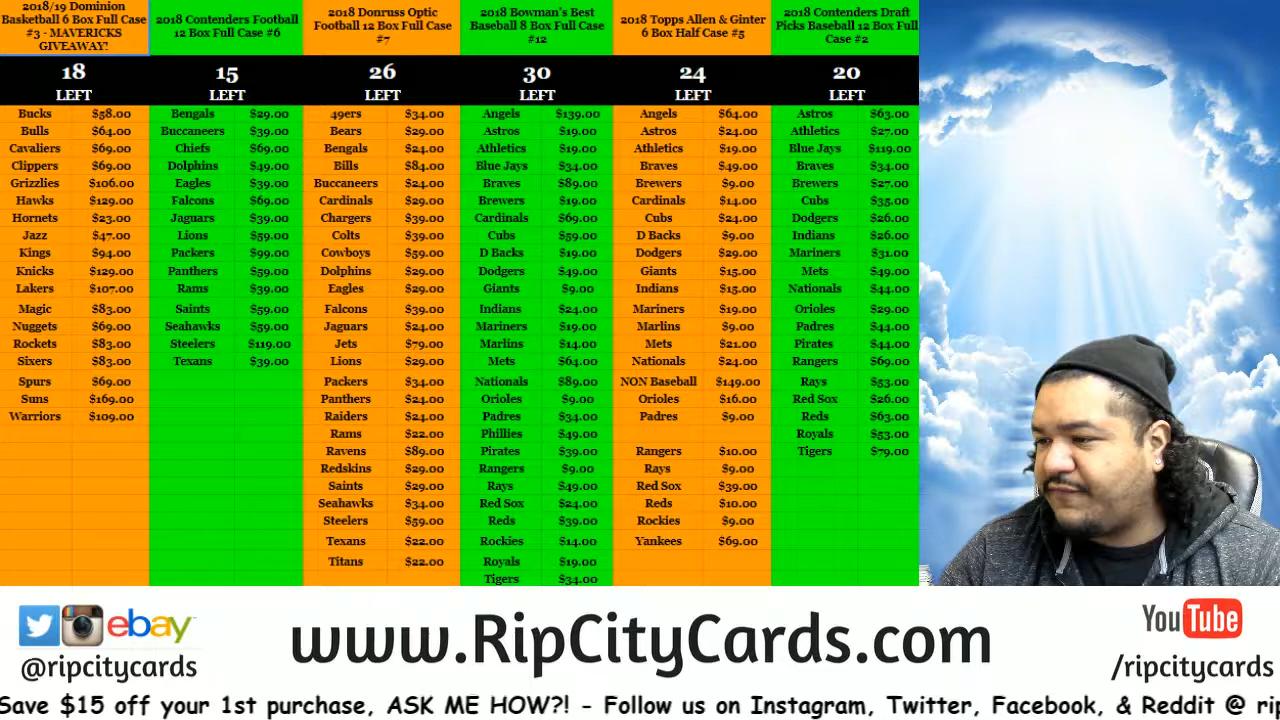 2018/19 Dominion
Basketball 6 Box Full Case
#3 - MAVERICKS
GIVEAWAY!
18
LEFT
Bucks $58.00
Bulls $64.00
Cavaliers $69.00
Clippers $69.00
Grizzlies $106.00
Hawks $129.00
Hornets $23.00
Jazz $47.00
Kings $94.00
Knicks $129.00
Lakers $107.00
Magic $83.00
Nuggets $69.00
Rockets $83.00
Sixers $83.00
Spurs $69.00
Suns $169.00
Warriors $109.00
2018 Contenders Football
12 Box Full Case #6
15
LEFT
Bengals $29.00
Buccaneers $39.00
Chiefs $69.00
Dolphins $49.00
Eagles $39.00
Falcons $69.00
Jaguars $39.00
Lions $59.00
Packers $99.00
Panthers $59.00
Rams $39.00
Saints $59.00
Seahawks $59.00
Steelers $119.00
Texans $39.00
2018 Donruss Optic
Football 12 Box Full Case
#7
26
LEFT
49ers $34.00
Bears $29.00
Bengals $24.00
Bills $84.00
Buccaneers $24.00
Cardinals $29.00
Chargers $39.00
Colts $39.00
Cowboys $59.00
Dolphins $29.00
Eagles $29.00
Falcons $39.00
Jaguars $24.00
Jets $79.00
Lions $29.00
Packers $34.00
Panthers $24.00
Raiders $24.00
Rams $22.00
Ravens $89.00
Redskins $29.00
Saints $29.00
Seahawks $34.00
Steelers $59.00
Texans $22.00
Titans $22.00
2018 Bowman's Best
Baseball 8 Box Full Case
#12
30
LEFT
Angels $139.00
Astros $19.00
Athletics $19.00
Blue Jays $34.00
Braves $89.00
Brewers $19.00
Cardinals $69.00
Cubs $59.00
D Backs $19.00
Dodgers $49.00
Giants $9.00
Indians $24.00
Mariners $19.00
Marlins $14.00
Mets $64.00
Nationals $89.00
Orioles $9.00
Padres $34.00
Phillies $49.00
Pirates $39.00
Rangers $9.00
Rays $49.00
Red Sox $24.00
Reds $39.00
Rockies $14.00
Royals $19.00
Tigers $34.00
2018 Topps Allen & Ginter
6 Box Half Case #5
24
LEFT
Angels $64.00
Astros $24.00
Athletics $19.00
Braves $49.00
Brewers $9.00
Cardinals $14.00
Cubs $24.00
D Backs $9.00
Dodgers $29.00
Giants $15.00
Indians $15.00
Mariners $19.00
Marlins $9.00
Mets $21.00
Nationals $24.00
NON Baseball $149.00
Orioles $16.00
Padres $9.00
Rangers $10.00
Rays $9.00
Red Sox $39.00
Reds $10.00
Rockies $9.00
Yankees $69.00
2018 Contenders Draft
Picks Baseball 12 Box Full
Case #2
20
LEFT
Astros $63.00
Athletics $27.00
Blue Jays $119.00
Braves $34.00
Brewers $27.00
Cubs $35.00
Dodgers $26.00
Indians $26.00
Mariners $31.00
Mets $49.00
Nationals $44.00
Orioles $29.00
Padres $44.00
Pirates $44.00
Rangers $69.00
Rays $53.00
Red Sox $26.00
Reds $63.00
Royals $53.00
Tigers $79.00
ebay
@ripcitycards
www.RipCityCards.com
YouTube
/ripcitycards
Save $15 off your 1st purchase, ASK ME HOW?! - Follow us on Instagram, Twitter, Facebook, & Reddit @ rip